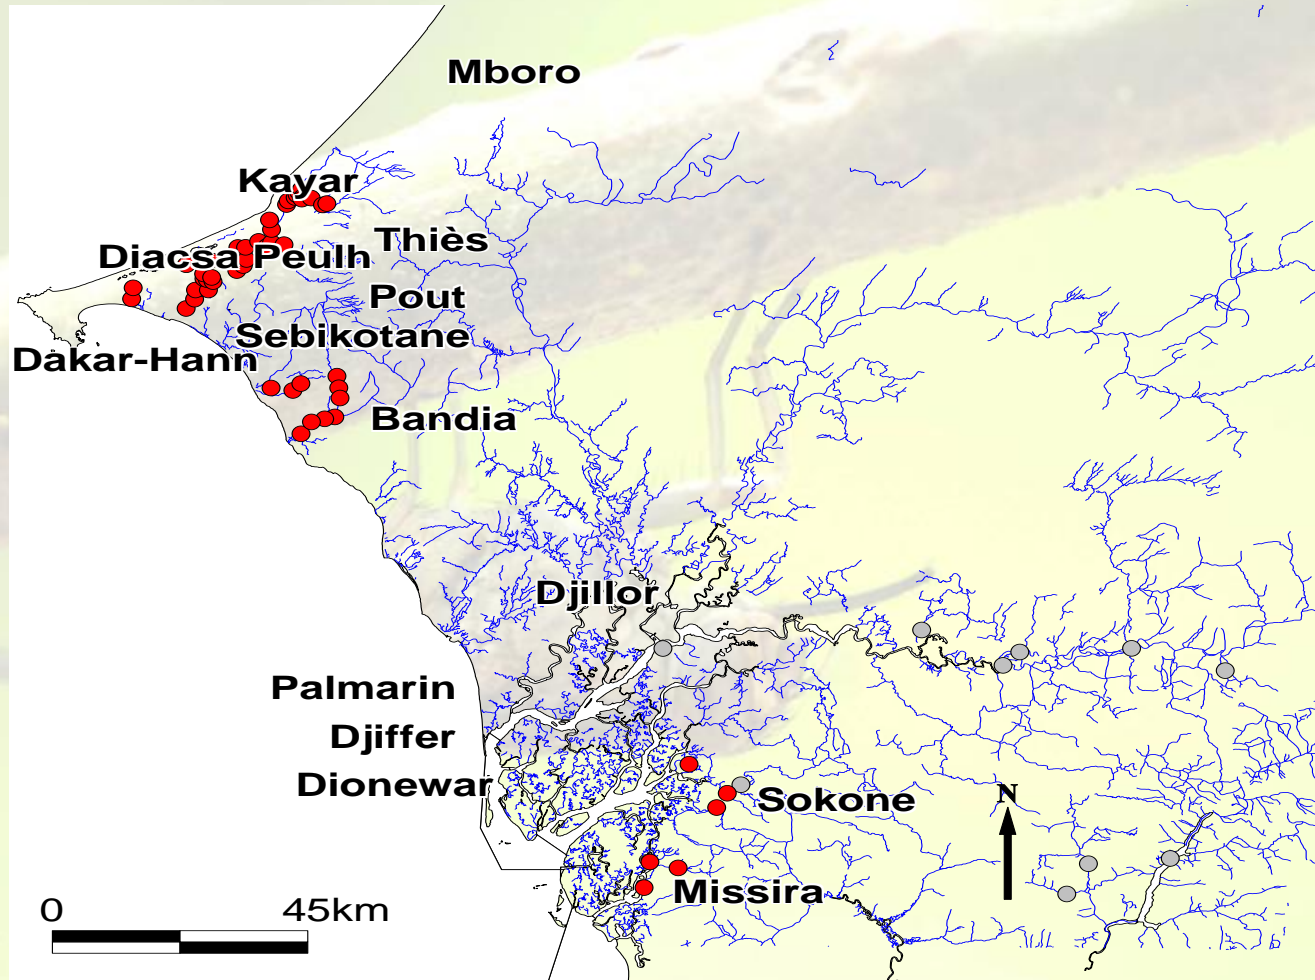 Mboro
Kayar
Thiès
Diacsa Peulh
Pout
Sebikotane
Dakar-Hann
Bandia
Djillor
Palmarin
Djiffer
Dionewar
Sokone
N
Missira
0 45km